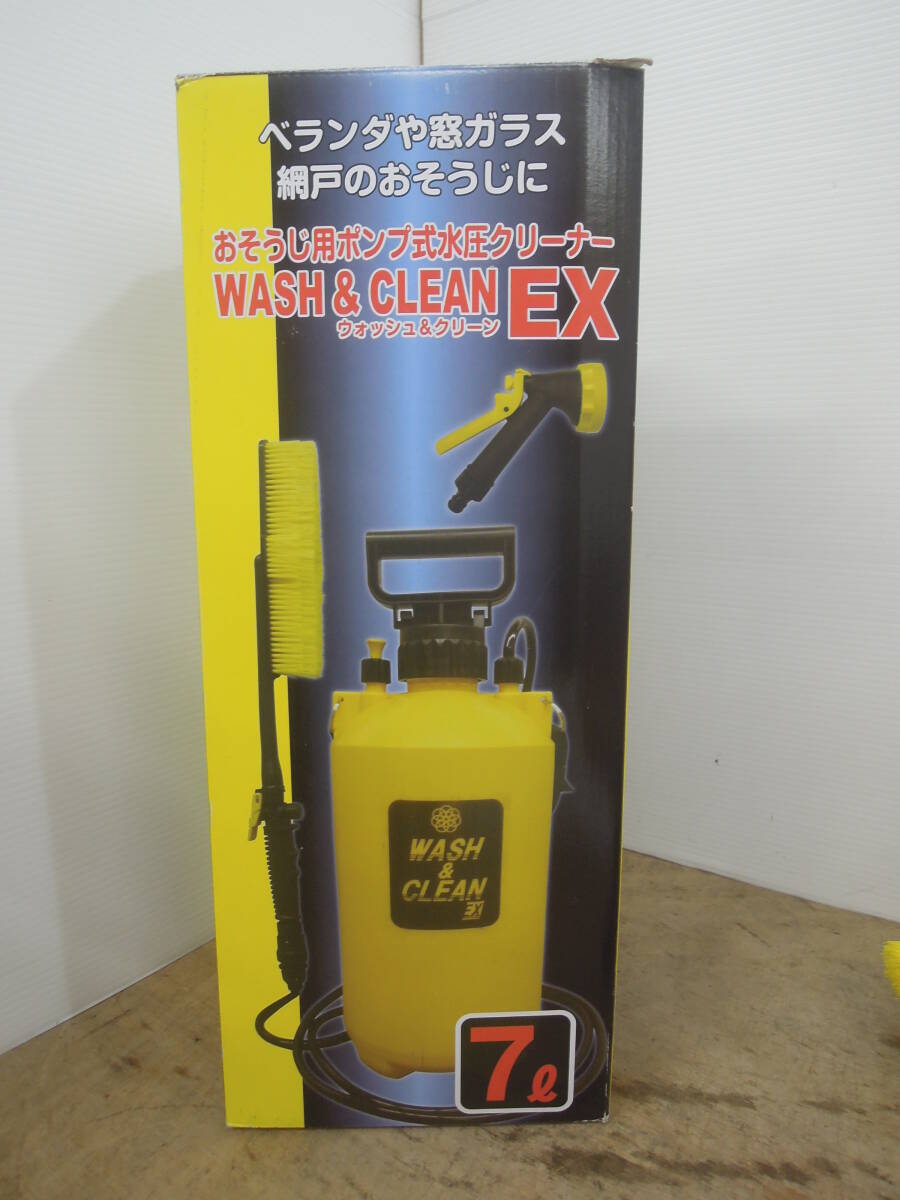 ベランダや窓ガラス
網戸のおそうじに
おそうじ用ポンプ式水圧クリーナー
WASH & CLEAN EX
ウォッシュ&クリーン
WASH
&
CLEAN
EX
7ℓ